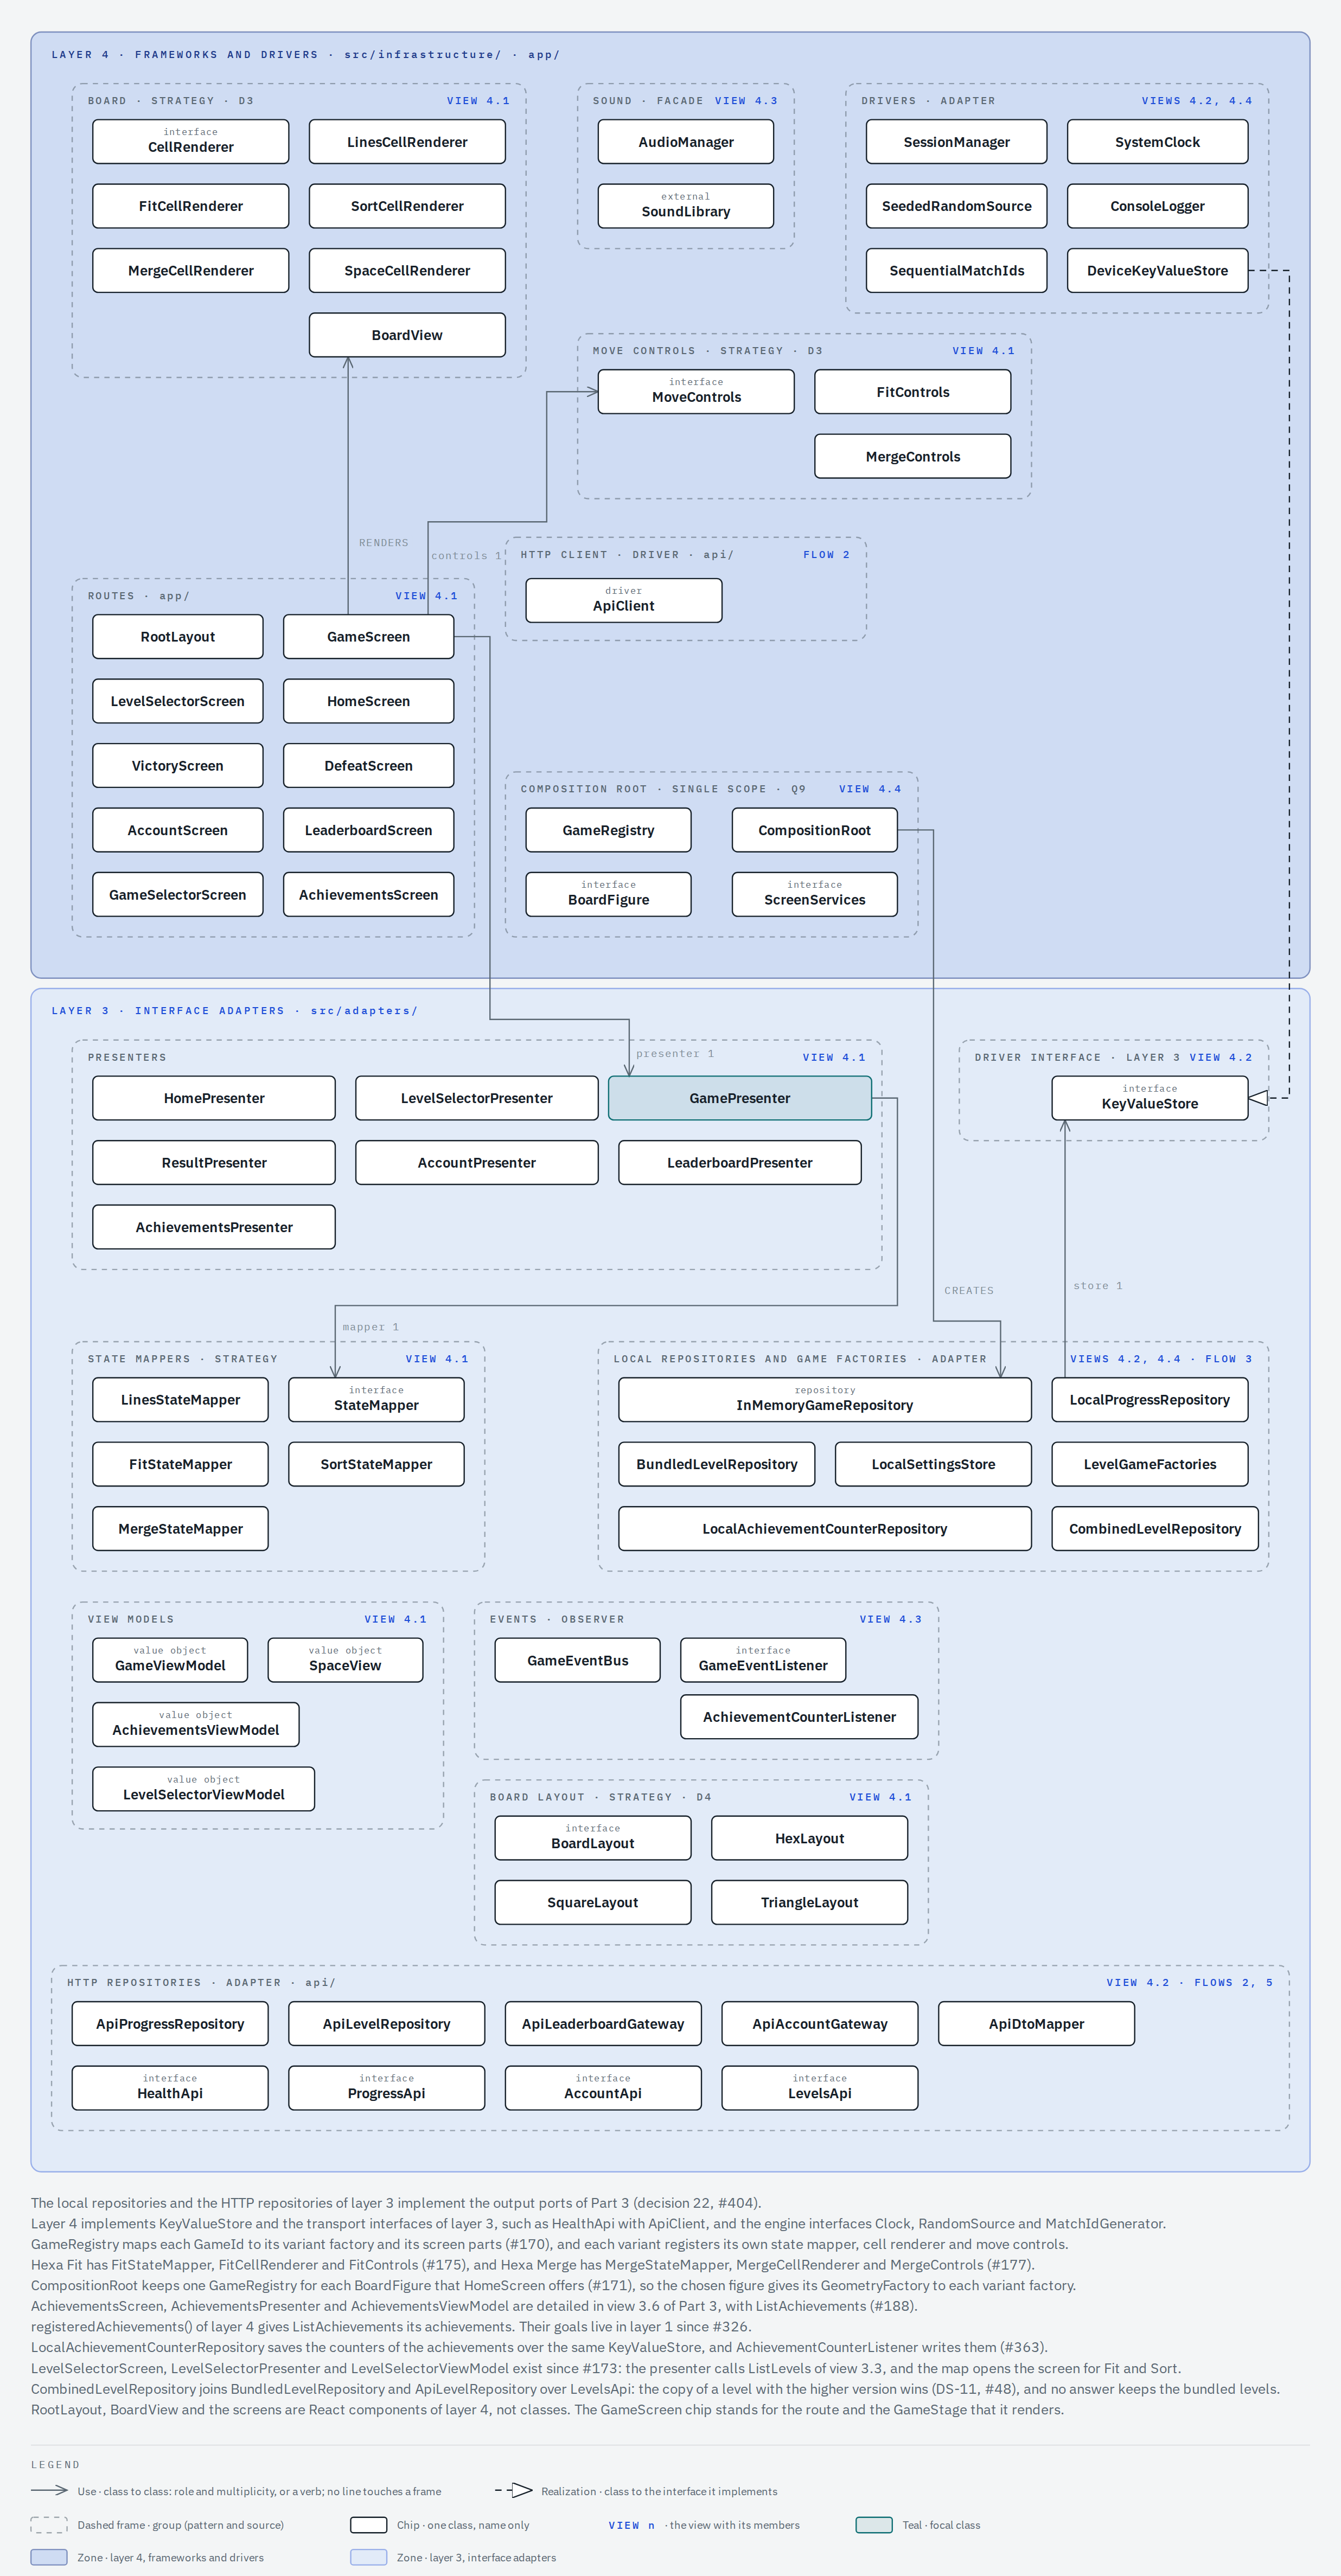 LAYER 4 · FRAMEWORKS AND DRIVERS · src/infrastructure/ · app/
BOARD · STRATEGY · D3
VIEW 4.1
interface
CellRenderer
LinesCellRenderer
FitCellRenderer
SortCellRenderer
MergeCellRenderer
SpaceCellRenderer
BoardView
SOUND · FACADE
VIEW 4.3
AudioManager
external
SoundLibrary
DRIVERS · ADAPTER
VIEWS 4.2, 4.4
SessionManager
SystemClock
SeededRandomSource
ConsoleLogger
SequentialMatchIds
DeviceKeyValueStore
MOVE CONTROLS · STRATEGY · D3
VIEW 4.1
interface
MoveControls
FitControls
MergeControls
RENDERS
controls 1
HTTP CLIENT · DRIVER · api/
FLOW 2
driver
ApiClient
ROUTES · app/
VIEW 4.1
RootLayout
GameScreen
LevelSelectorScreen
HomeScreen
VictoryScreen
DefeatScreen
AccountScreen
LeaderboardScreen
GameSelectorScreen
AchievementsScreen
COMPOSITION ROOT · SINGLE SCOPE · Q9
VIEW 4.4
GameRegistry
CompositionRoot
interface
BoardFigure
interface
ScreenServices
LAYER 3 · INTERFACE ADAPTERS · src/adapters/
PRESENTERS
presenter 1
VIEW 4.1
HomePresenter
LevelSelectorPresenter
GamePresenter
ResultPresenter
AccountPresenter
LeaderboardPresenter
AchievementsPresenter
DRIVER INTERFACE · LAYER 3
VIEW 4.2
interface
KeyValueStore
CREATES
store 1
mapper 1
STATE MAPPERS · STRATEGY
VIEW 4.1
LinesStateMapper
interface
StateMapper
FitStateMapper
SortStateMapper
MergeStateMapper
LOCAL REPOSITORIES AND GAME FACTORIES · ADAPTER
VIEWS 4.2, 4.4 · FLOW 3
repository
InMemoryGameRepository
LocalProgressRepository
BundledLevelRepository
LocalSettingsStore
LevelGameFactories
LocalAchievementCounterRepository
CombinedLevelRepository
VIEW MODELS
VIEW 4.1
value object
GameViewModel
value object
SpaceView
value object
AchievementsViewModel
value object
LevelSelectorViewModel
EVENTS · OBSERVER
VIEW 4.3
GameEventBus
interface
GameEventListener
AchievementCounterListener
BOARD LAYOUT · STRATEGY · D4
VIEW 4.1
interface
BoardLayout
HexLayout
SquareLayout
TriangleLayout
HTTP REPOSITORIES · ADAPTER · api/
VIEW 4.2 · FLOWS 2, 5
ApiProgressRepository
ApiLevelRepository
ApiLeaderboardGateway
ApiAccountGateway
ApiDtoMapper
interface
HealthApi
interface
ProgressApi
interface
AccountApi
interface
LevelsApi
The local repositories and the HTTP repositories of layer 3 implement the output ports of Part 3 (decision 22, #404).
Layer 4 implements KeyValueStore and the transport interfaces of layer 3, such as HealthApi with ApiClient, and the engine interfaces Clock, RandomSource and MatchIdGenerator.
GameRegistry maps each GameId to its variant factory and its screen parts (#170), and each variant registers its own state mapper, cell renderer and move controls.
Hexa Fit has FitStateMapper, FitCellRenderer and FitControls (#175), and Hexa Merge has MergeStateMapper, MergeCellRenderer and MergeControls (#177).
CompositionRoot keeps one GameRegistry for each BoardFigure that HomeScreen offers (#171), so the chosen figure gives its GeometryFactory to each variant factory.
AchievementsScreen, AchievementsPresenter and AchievementsViewModel are detailed in view 3.6 of Part 3, with ListAchievements (#188).
registeredAchievements() of layer 4 gives ListAchievements its achievements. Their goals live in layer 1 since #326.
LocalAchievementCounterRepository saves the counters of the achievements over the same KeyValueStore, and AchievementCounterListener writes them (#363).
LevelSelectorScreen, LevelSelectorPresenter and LevelSelectorViewModel exist since #173: the presenter calls ListLevels of view 3.3, and the map opens the screen for Fit and Sort.
CombinedLevelRepository joins BundledLevelRepository and ApiLevelRepository over LevelsApi: the copy of a level with the higher version wins (DS-11, #48), and no answer keeps the bundled levels.
RootLayout, BoardView and the screens are React components of layer 4, not classes. The GameScreen chip stands for the route and the GameStage that it renders.
LEGEND
Use · class to class: role and multiplicity, or a verb; no line touches a frame
Realization · class to the interface it implements
Dashed frame · group (pattern and source)
Chip · one class, name only
VIEW n · the view with its members
Teal · focal class
Zone · layer 4, frameworks and drivers
Zone · layer 3, interface adapters